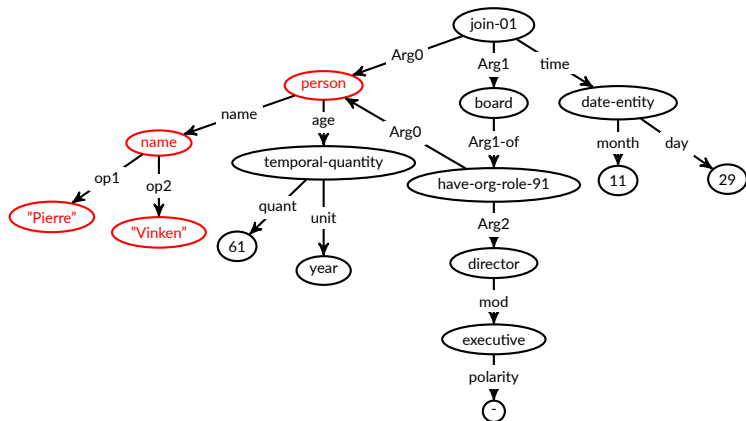 join-01
Arg0
Arg1
time
person
board
date-entity
name
age
Arg0
Arg1-of
month
day
name
temporal-quantity
op1
op2
have-org-role-91
11
29
quant
unit
Arg2
"Pierre"
"Vinken"
61
year
director
mod
executive
polarity
-